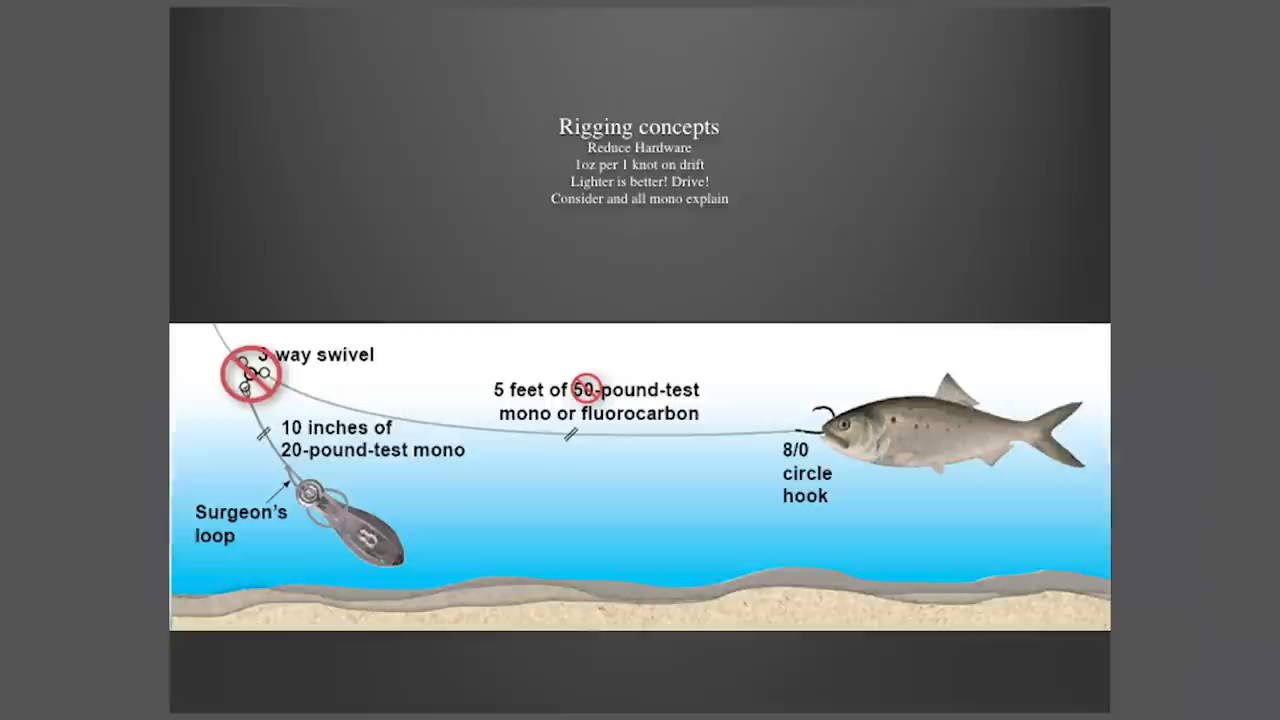 Rigging concepts
Reduce Hardware
1oz per 1 knot on drift
Lighter is better! Drive!
Consider and all mono explain
3 way swivel
5 feet of 50-pound-test
mono or fluorocarbon
10 inches of
20-pound-test mono
8/0
circle
hook
Surgeon's
loop
8